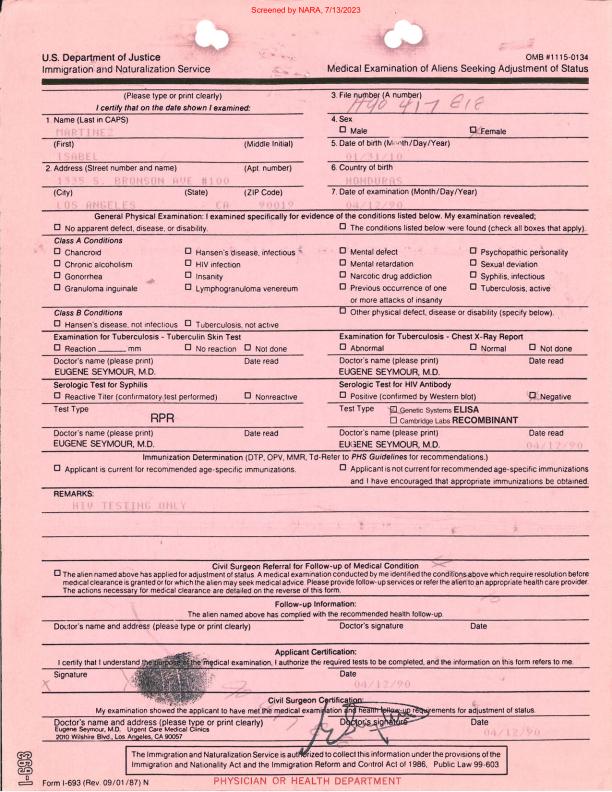 Screened by NARA, 7/13/2023
U.S. Department of Justice
Immigration and Naturalization Service
OMB #1115-0134
Medical Examination of Aliens Seeking Adjustment of Status
(Please type or print clearly)
I certify that on the date shown I examined:
3. File number (A number)
A90 417 818
1. Name (Last in CAPS)
MARTINEZ
4. Sex
Male Female
(First) (Middle Initial)
ISABEL
5. Date of birth (Month/Day/Year)
01/31/10
2. Address (Street number and name) (Apt. number)
1335 S. BRONSON AVE #100
6. Country of birth
HONDURAS
(City) (State) (ZIP Code)
LOS ANGELES CA 90019
7. Date of examination (Month/Day/Year)
04/12/90
General Physical Examination: I examined specifically for evidence of the conditions listed below. My examination revealed;
No apparent defect, disease, or disability. The conditions listed below were found (check all boxes that apply).
Class A Conditions
Chancroid Hansen's disease, infectious Mental defect Psychopathic personality
Chronic alcoholism HIV infection Mental retardation Sexual deviation
Gonorrhea Insanity Narcotic drug addiction Syphilis, infectious
Granuloma inguinale Lymphogranuloma venereum Previous occurrence of one Tuberculosis, active
or more attacks of insanity
Class B Conditions
Other physical defect, disease or disability (specify below).
Hansen's disease, not infectious Tuberculosis, not active
Examination for Tuberculosis - Tuberculin Skin Test
Reaction ______ mm No reaction Not done
Doctor's name (please print) Date read
EUGENE SEYMOUR, M.D.
Examination for Tuberculosis - Chest X-Ray Report
Abnormal Normal Not done
Doctor's name (please print) Date read
EUGENE SEYMOUR, M.D.
Serologic Test for Syphilis
Reactive Titer (confirmatory test performed) Nonreactive
Test Type
RPR
Doctor's name (please print) Date read
EUGENE SEYMOUR, M.D.
Serologic Test for HIV Antibody
Positive (confirmed by Western blot) Negative
Test Type Genetic Systems ELISA
Cambridge Labs RECOMBINANT
Doctor's name (please print) Date read
EUGENE SEYMOUR, M.D. 04/12/90
Immunization Determination (DTP, OPV, MMR, Td-Refer to PHS Guidelines for recommendations.)
Applicant is current for recommended age-specific immunizations. Applicant is not current for recommended age-specific immunizations
and I have encouraged that appropriate immunizations be obtained.
REMARKS:
HIV TESTING ONLY
Civil Surgeon Referral for Follow-up of Medical Condition
The alien named above has applied for adjustment of status. A medical examination conducted by me identified the conditions above which require resolution before
medical clearance is granted or for which the alien may seek medical advice. Please provide follow-up services or refer the alien to an appropriate health care provider.
The actions necessary for medical clearance are detailed on the reverse of this form.
Follow-up Information:
The alien named above has complied with the recommended health follow-up.
Doctor's name and address (please type or print clearly) Doctor's signature Date
Applicant Certification:
I certify that I understand the purpose of the medical examination, I authorize the required tests to be completed, and the information on this form refers to me.
Signature Date
X 04/12/90
Civil Surgeon Certification:
My examination showed the applicant to have met the medical examination and health follow-up requirements for adjustment of status.
Doctor's name and address (please type or print clearly) Doctor's signature Date
Eugene Seymour, M.D. Urgent Care Medical Clinics
2010 Wilshire Blvd., Los Angeles, CA 90057
04/12/90
I-693
The Immigration and Naturalization Service is authorized to collect this information under the provisions of the
Immigration and Nationality Act and the Immigration Reform and Control Act of 1986, Public Law 99-603
Form I-693 (Rev. 09/01/87) N
PHYSICIAN OR HEALTH DEPARTMENT